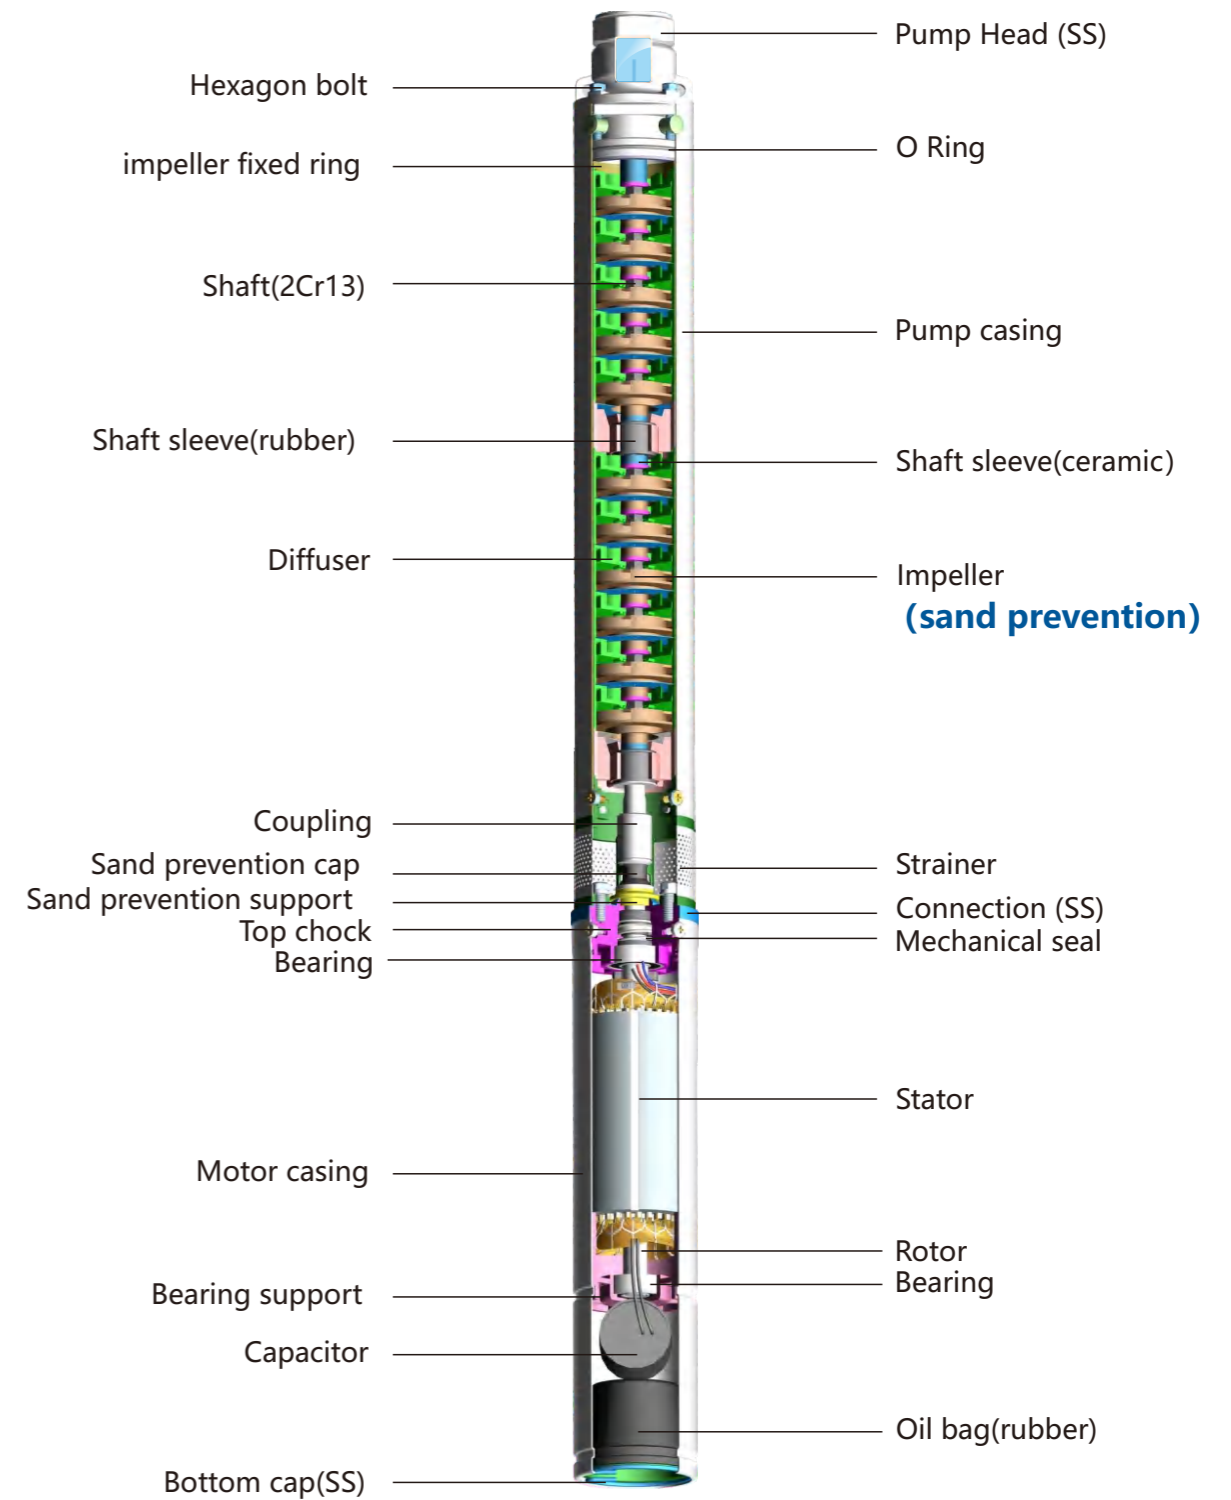 Pump Head (SS)
Hexagon bolt
O Ring
impeller fixed ring
Shaft(2Cr13)
Pump casing
Shaft sleeve(rubber)
Shaft sleeve(ceramic)
Diffuser
Impeller
(sand prevention)
Coupling
Sand prevention cap
Strainer
Sand prevention support
Connection (SS)
Top chock
Mechanical seal
Bearing
Stator
Motor casing
Rotor
Bearing
Bearing support
Capacitor
Oil bag(rubber)
Bottom cap(SS)